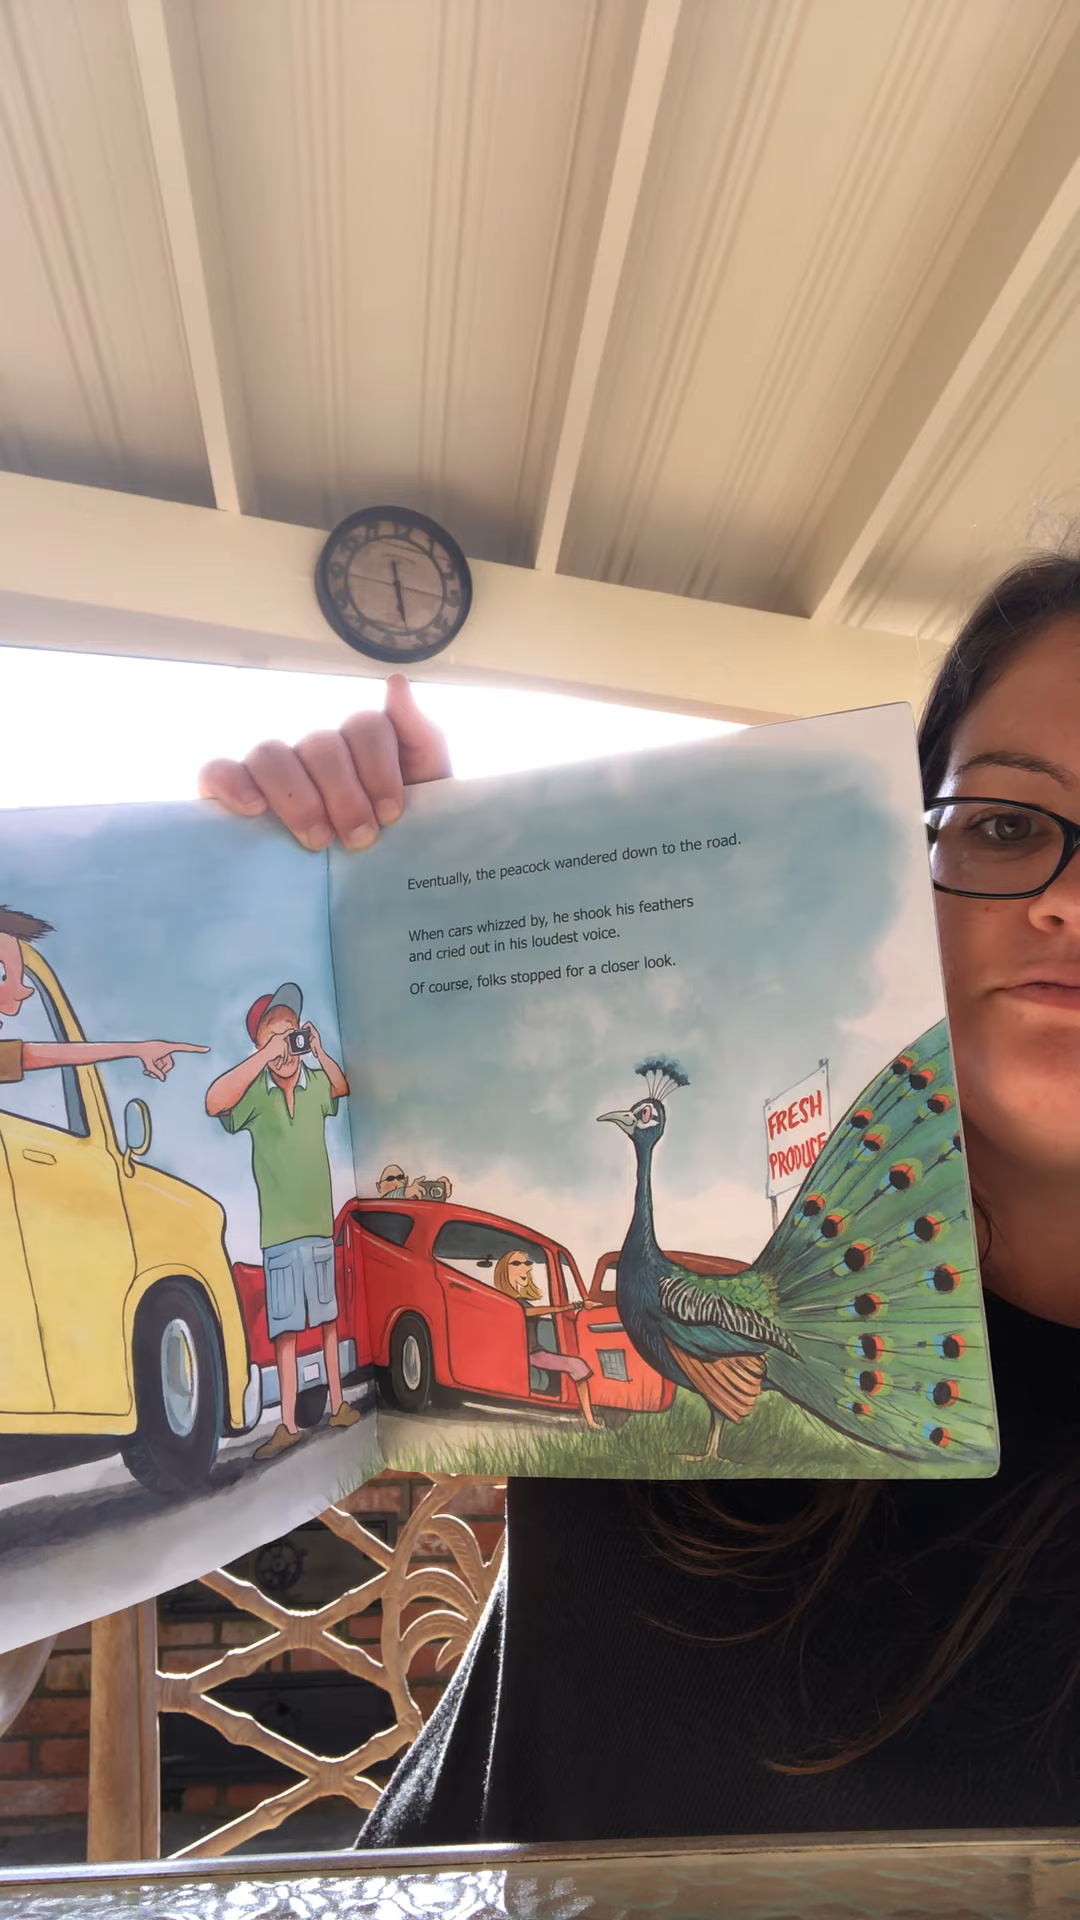 Eventually, the peacock wandered down to the road.
When cars whizzed by, he shook his feathers
and cried out in his loudest voice.
Of course, folks stopped for a closer look.
FRESH
PRODUCE